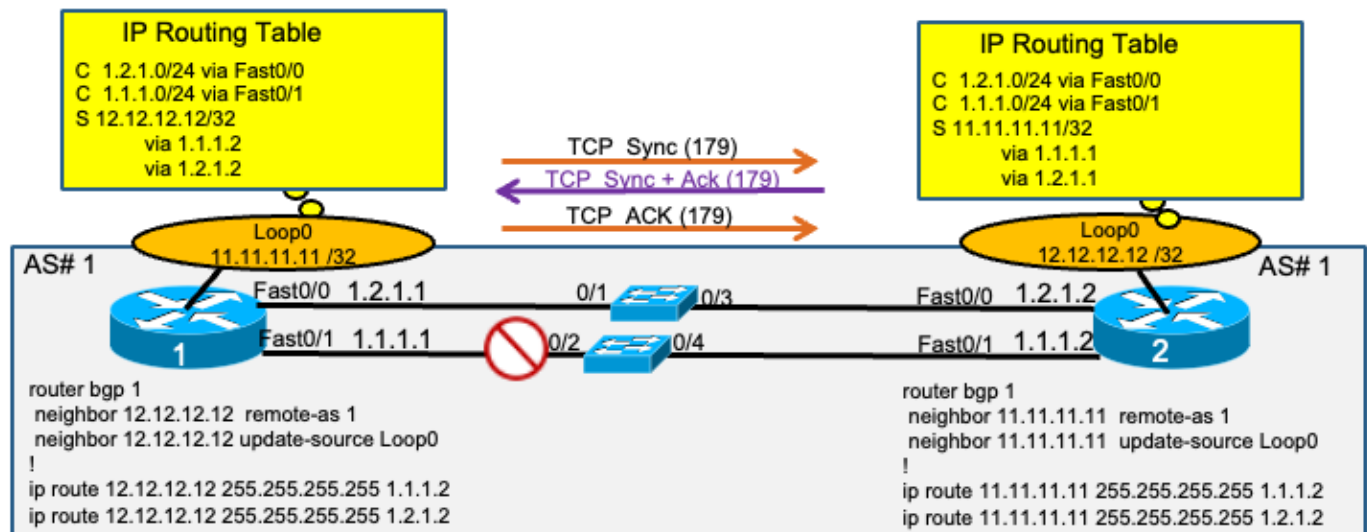 IP Routing Table
C  1.2.1.0/24 via Fast0/0
C  1.1.1.0/24 via Fast0/1
S 12.12.12.12/32
via 1.1.1.2
via 1.2.1.2
IP Routing Table
C  1.2.1.0/24 via Fast0/0
C  1.1.1.0/24 via Fast0/1
S 11.11.11.11/32
via 1.1.1.1
via 1.2.1.1
TCP  Sync (179)
TCP  Sync + Ack (179)
TCP  ACK (179)
Loop0
11.11.11.11 /32
Loop0
12.12.12.12 /32
AS# 1
AS# 1
Fast0/0 1.2.1.1 0/1 0/3 Fast0/0 1.2.1.2
Fast0/1 1.1.1.1 0/2 0/4 Fast0/1 1.1.1.2
1
2
router bgp 1
neighbor 12.12.12.12  remote-as 1
neighbor 12.12.12.12 update-source Loop0
!
ip route 12.12.12.12 255.255.255.255 1.1.1.2
ip route 12.12.12.12 255.255.255.255 1.2.1.2
router bgp 1
neighbor 11.11.11.11  remote-as 1
neighbor 11.11.11.11  update-source Loop0
!
ip route 11.11.11.11 255.255.255.255 1.1.1.2
ip route 11.11.11.11 255.255.255.255 1.2.1.2